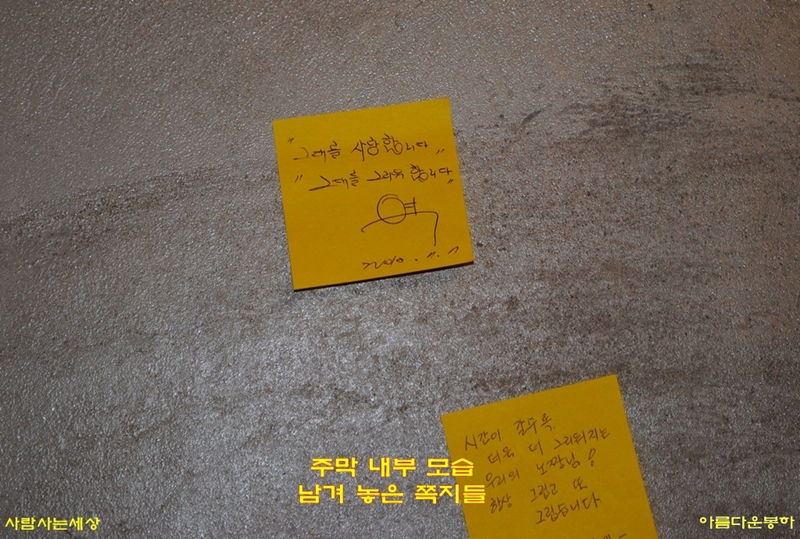 "그대를 사랑합니다"
"그대를 그리워합니다"
시간이 갈수록
더욱 더 그리워지는
우리의 노짱님!
항상 그립고 또
그립습니다
주막 내부 모습
남겨 놓은 쪽지들
사람사는세상
아름다운봉하